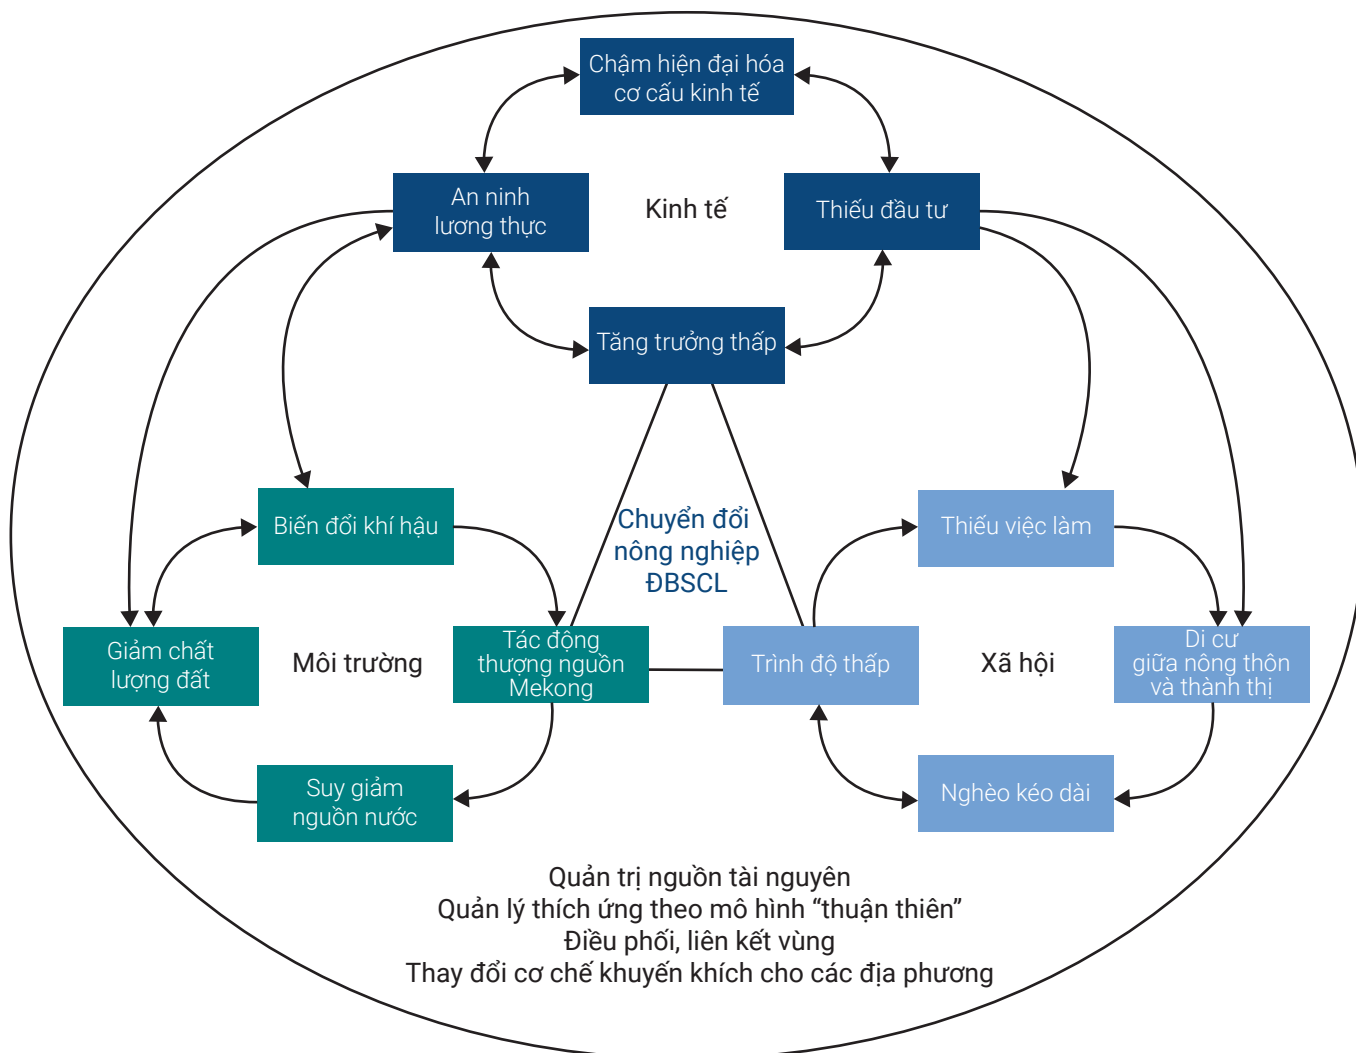 Chậm hiện đại hóa
cơ cấu kinh tế
An ninh
lương thực
Kinh tế
Thiếu đầu tư
Tăng trưởng thấp
Biến đổi khí hậu
Chuyển đổi
nông nghiệp
ĐBSCL
Thiếu việc làm
Giảm chất
lượng đất
Môi trường
Tác động
thượng nguồn
Mekong
Trình độ thấp
Xã hội
Di cư
giữa nông thôn
và thành thị
Suy giảm
nguồn nước
Nghèo kéo dài
Quản trị nguồn tài nguyên
Quản lý thích ứng theo mô hình “thuận thiên”
Điều phối, liên kết vùng
Thay đổi cơ chế khuyến khích cho các địa phương